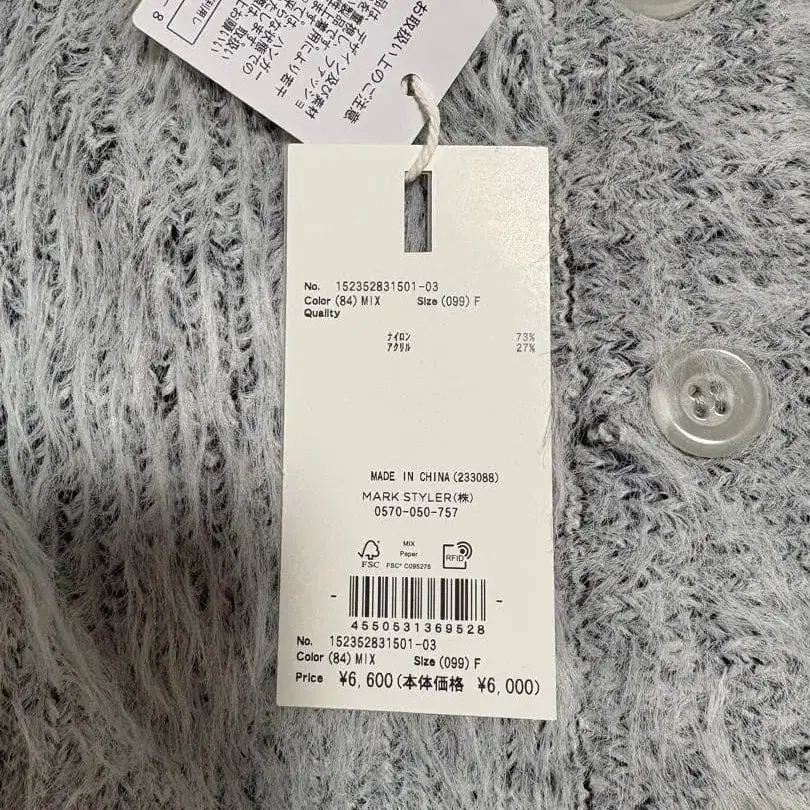 お取扱い上のご注意
No. 152352831501-03
Color (84) MIX Size (099) F
Quality
ナイロン 73%
アクリル 27%
MADE IN CHINA (233088)
MARK STYLER(株)
0570-050-757
FSC
MIX
Paper
FSC® C095275
RFID
4550531369528
No. 152352831501-03
Color (84) MIX Size (099) F
Price ¥6,600(本体価格 ¥6,000)